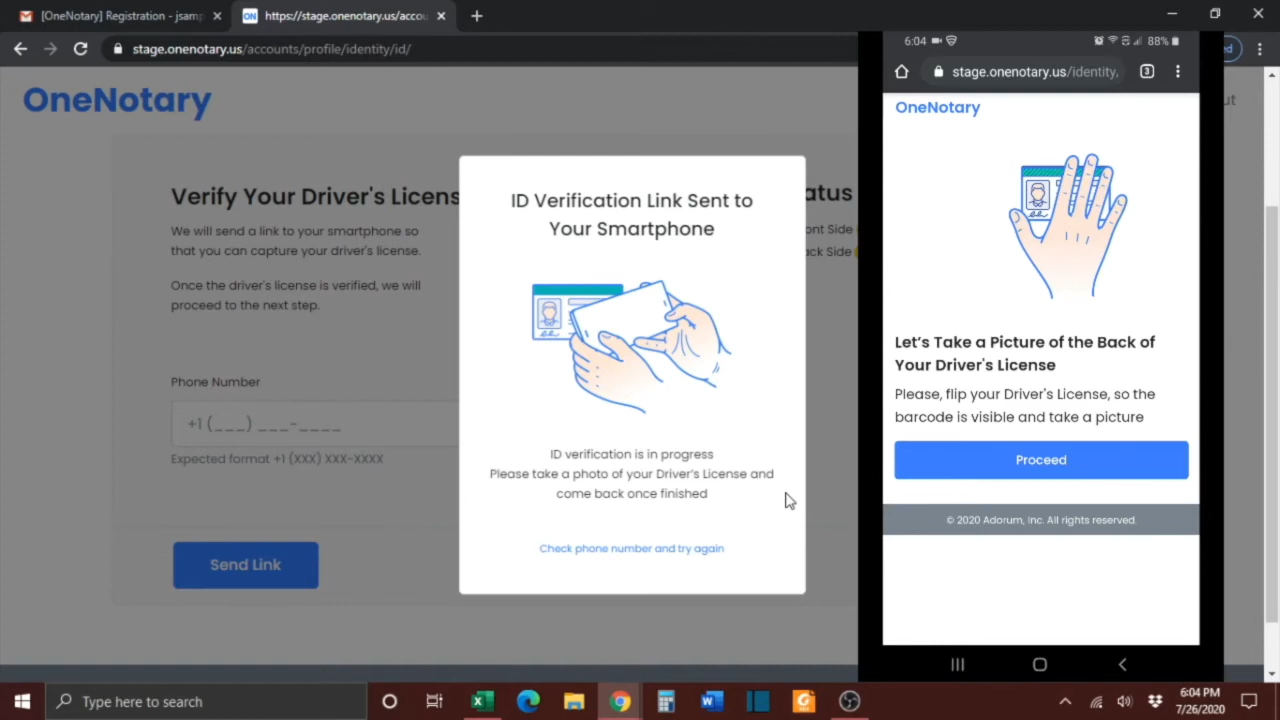 [OneNotary] Registration - jsamp
https://stage.onenotary.us/accou
stage.onenotary.us/accounts/profile/identity/id/
OneNotary
Verify Your Driver's Licens
We will send a link to your smartphone so
that you can capture your driver's license.
Once the driver's license is verified, we will
proceed to the next step.
Phone Number
+1 (___) ___-____
Expected format +1 (XXX) XXX-XXXX
Send Link
ID Verification Link Sent to
Your Smartphone
ID verification is in progress
Please take a photo of your Driver's License and
come back once finished
Check phone number and try again
atus
ont Side
ck Side
ed
ut
6:04
88%
stage.onenotary.us/identity,
3
OneNotary
Let's Take a Picture of the Back of
Your Driver's License
Please, flip your Driver's License, so the
barcode is visible and take a picture
Proceed
© 2020 Adorum, Inc. All rights reserved.
Type here to search
6:04 PM
7/26/2020